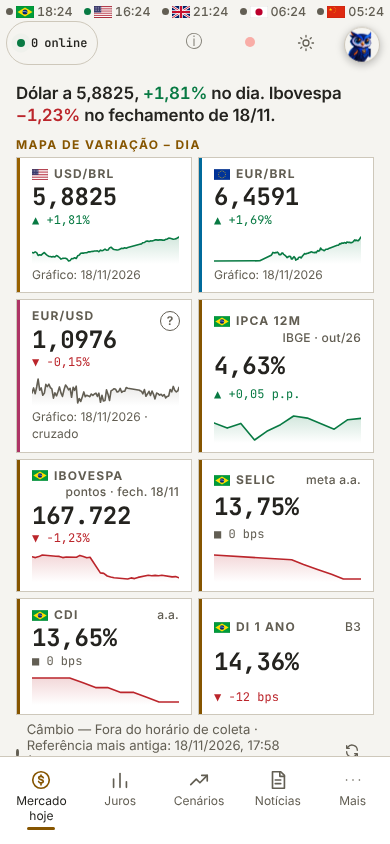 18:24 16:24 21:24 06:24 05:24
0 online
Dólar a 5,8825, +1,81% no dia. Ibovespa
−1,23% no fechamento de 18/11.
MAPA DE VARIAÇÃO – DIA
USD/BRL
5,8825
▲ +1,81%
Gráfico: 18/11/2026
EUR/BRL
6,4591
▲ +1,69%
Gráfico: 18/11/2026
EUR/USD
?
1,0976
▼ -0,15%
Gráfico: 18/11/2026 ·
cruzado
IPCA 12M
IBGE · out/26
4,63%
▲ +0,05 p.p.
IBOVESPA
pontos · fech. 18/11
167.722
▼ -1,23%
SELIC meta a.a.
13,75%
■ 0 bps
CDI a.a.
13,65%
■ 0 bps
DI 1 ANO B3
14,36%
▼ -12 bps
Câmbio — Fora do horário de coleta ·
Referência mais antiga: 18/11/2026, 17:58
Mercado
hoje
Juros
Cenários
Notícias
Mais